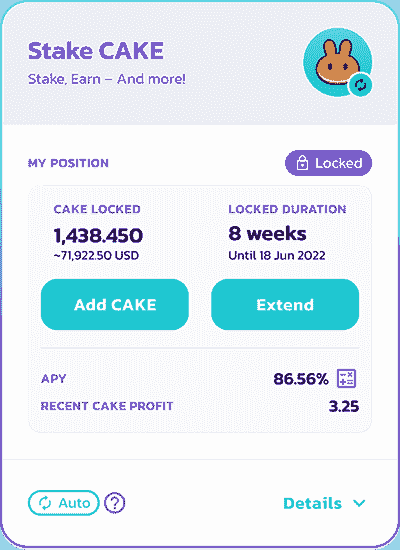 Stake CAKE
Stake, Earn – And more!
MY POSITION
Locked
CAKE LOCKED
LOCKED DURATION
1,438.450
8 weeks
~71,922.50 USD
Until 18 Jun 2022
Add CAKE
Extend
APY
86.56%
RECENT CAKE PROFIT
3.25
Auto
?
Details